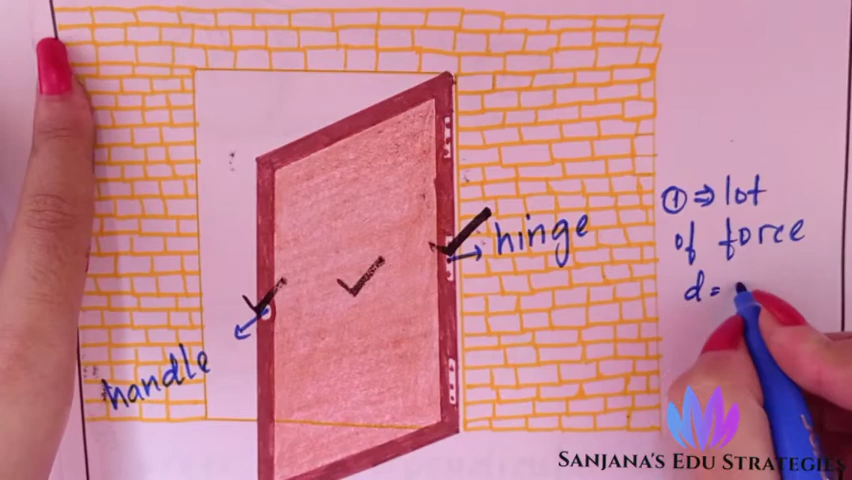 ① ⇒ lot
of force
d =
hinge
handle
SANJANA'S EDU STRATEGIES